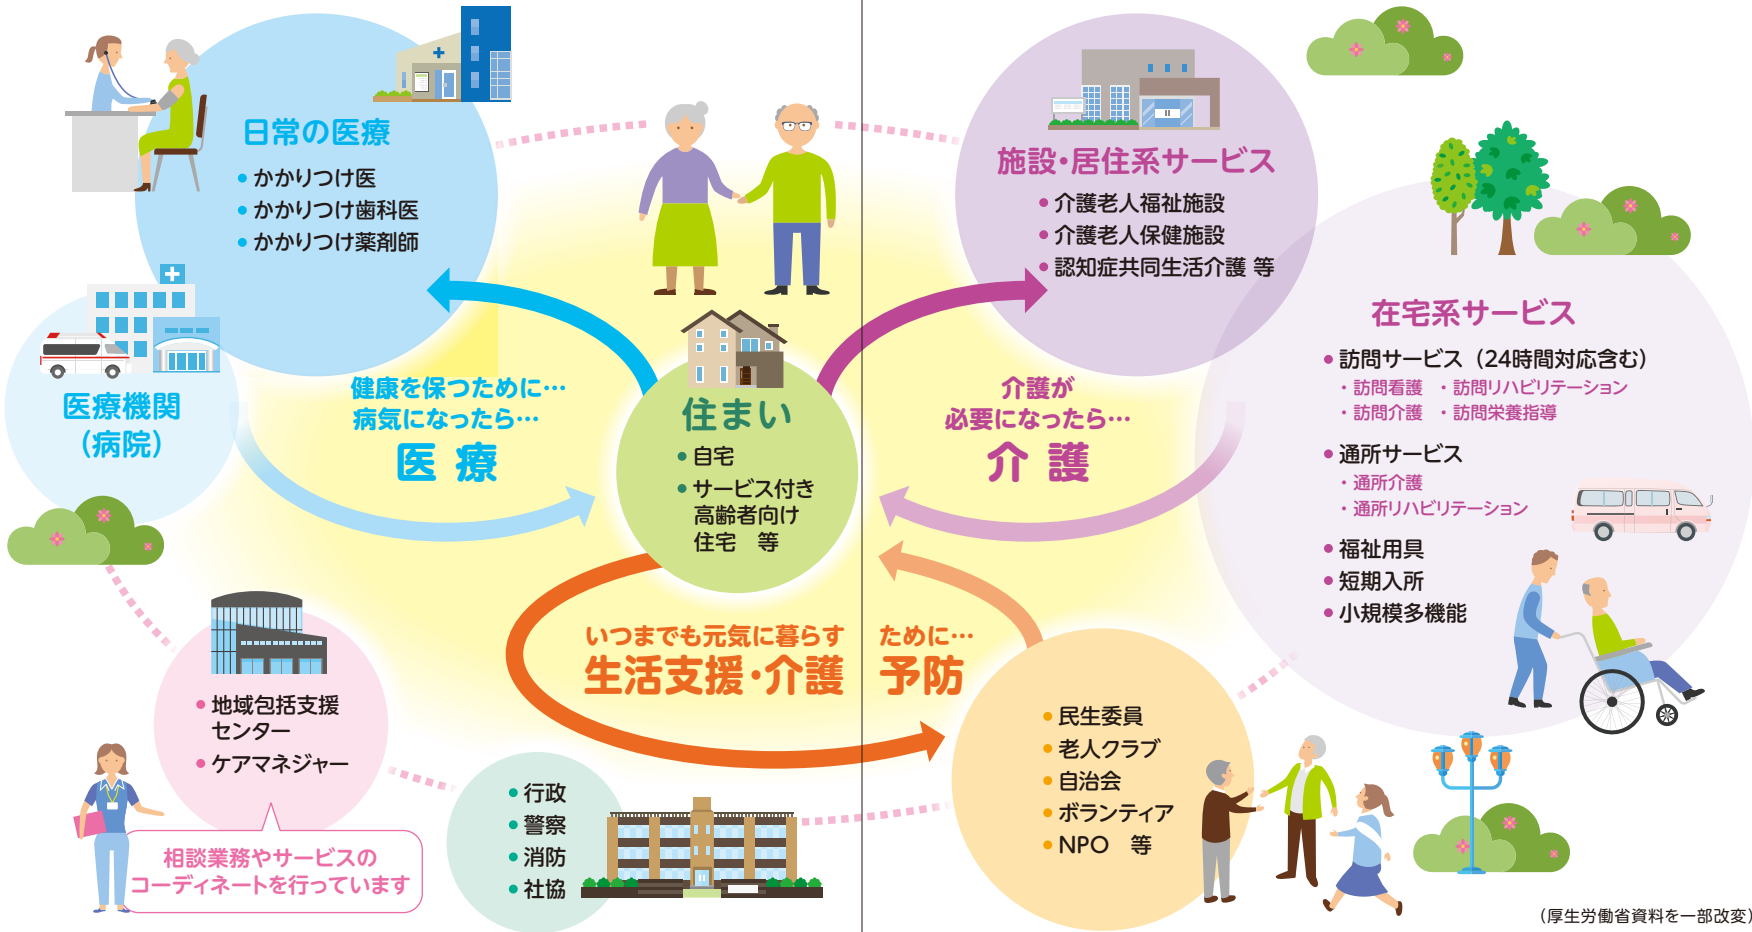 日常の医療
• かかりつけ医
• かかりつけ歯科医
• かかりつけ薬剤師
医療機関
(病院)
健康を保つために…
病気になったら…
医 療
住まい
• 自宅
• サービス付き
高齢者向け
住宅 等
施設・居住系サービス
• 介護老人福祉施設
• 介護老人保健施設
• 認知症共同生活介護 等
介護が
必要になったら…
介 護
在宅系サービス
• 訪問サービス（24時間対応含む）
・訪問看護 ・訪問リハビリテーション
・訪問介護 ・訪問栄養指導
• 通所サービス
・通所介護
・通所リハビリテーション
• 福祉用具
• 短期入所
• 小規模多機能
いつまでも元気に暮らす ために…
生活支援・介護 予防
• 地域包括支援
センター
• ケアマネジャー
相談業務やサービスの
コーディネートを行っています
• 行政
• 警察
• 消防
• 社協
• 民生委員
• 老人クラブ
• 自治会
• ボランティア
• NPO 等
（厚生労働省資料を一部改変）